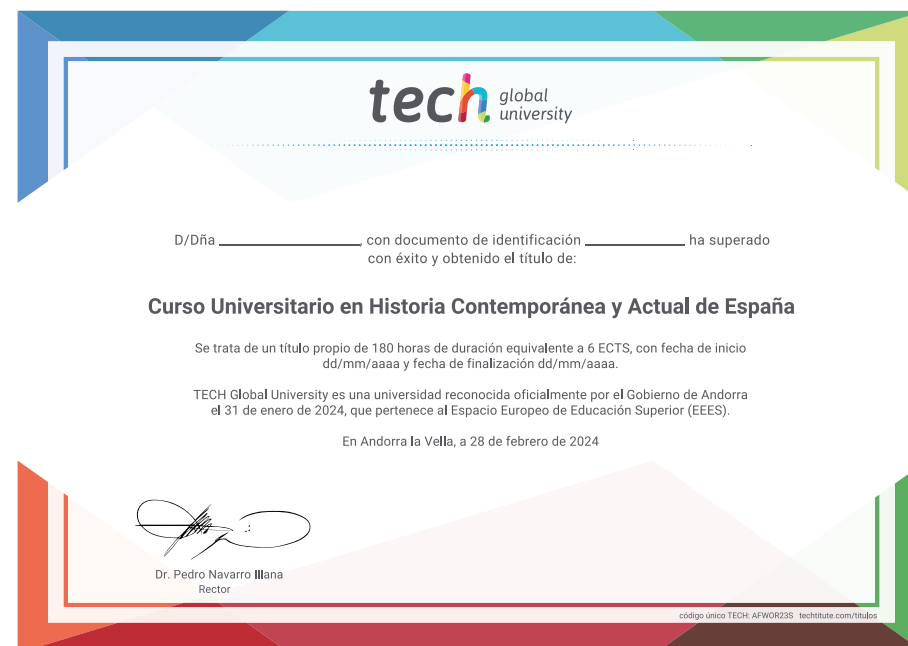 tech global university
D/Dña ______________, con documento de identificación __________ ha superado
con éxito y obtenido el título de:
Curso Universitario en Historia Contemporánea y Actual de España
Se trata de un título propio de 180 horas de duración equivalente a 6 ECTS, con fecha de inicio
dd/mm/aaaa y fecha de finalización dd/mm/aaaa.
TECH Global University es una universidad reconocida oficialmente por el Gobierno de Andorra
el 31 de enero de 2024, que pertenece al Espacio Europeo de Educación Superior (EEES).
En Andorra la Vella, a 28 de febrero de 2024
Dr. Pedro Navarro Illana
Rector
código único TECH: AFWOR23S techtitute.com/titulos